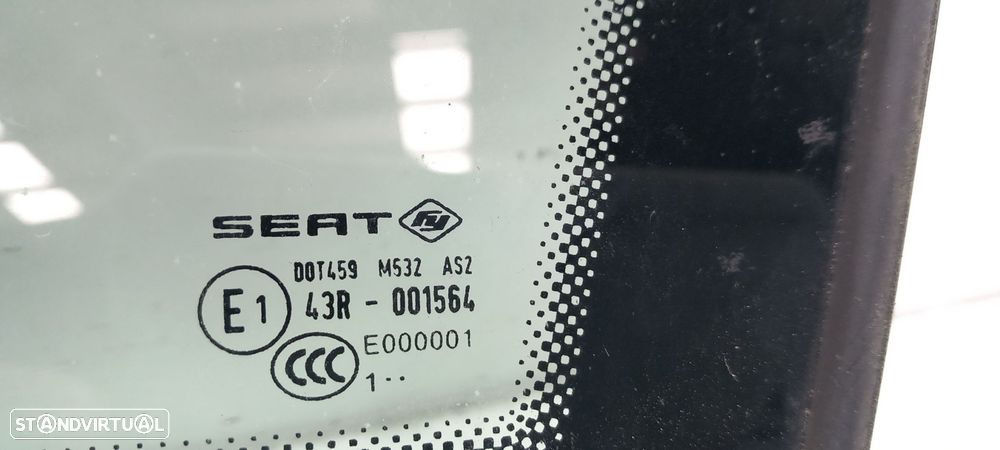 SEAT
DOT459 M532 AS2
E1 43R - 001564
CCC E000001
1··
STANDVIRTUAL